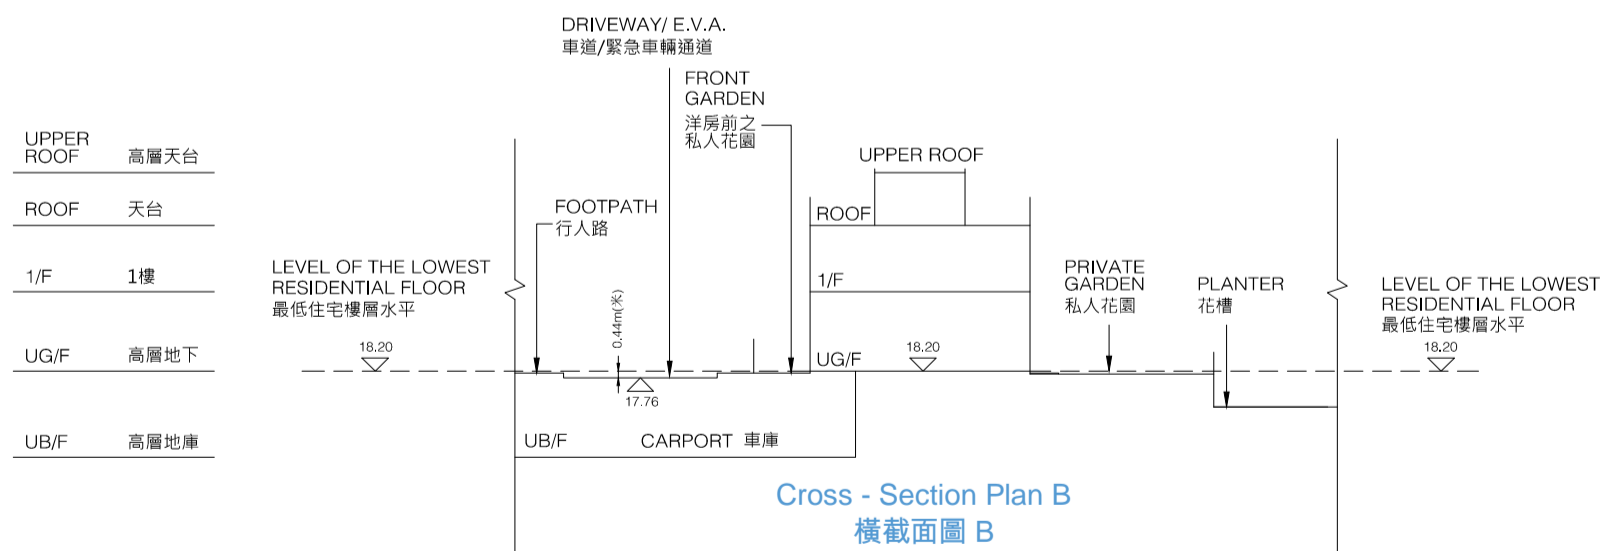 DRIVEWAY/ E.V.A.
車道/緊急車輛通道
FRONT
GARDEN
洋房前之
私人花園
UPPER
ROOF 高層天台
UPPER ROOF
ROOF 天台
FOOTPATH
行人路
ROOF
LEVEL OF THE LOWEST
RESIDENTIAL FLOOR
最低住宅樓層水平
1/F 1樓
0.44m(米)
1/F
PRIVATE
GARDEN
私人花園
PLANTER
花槽
LEVEL OF THE LOWEST
RESIDENTIAL FLOOR
最低住宅樓層水平
UG/F 高層地下
18.20
UG/F
18.20
18.20
17.76
UB/F 高層地庫
UB/F CARPORT 車庫
Cross - Section Plan B
橫截面圖 B